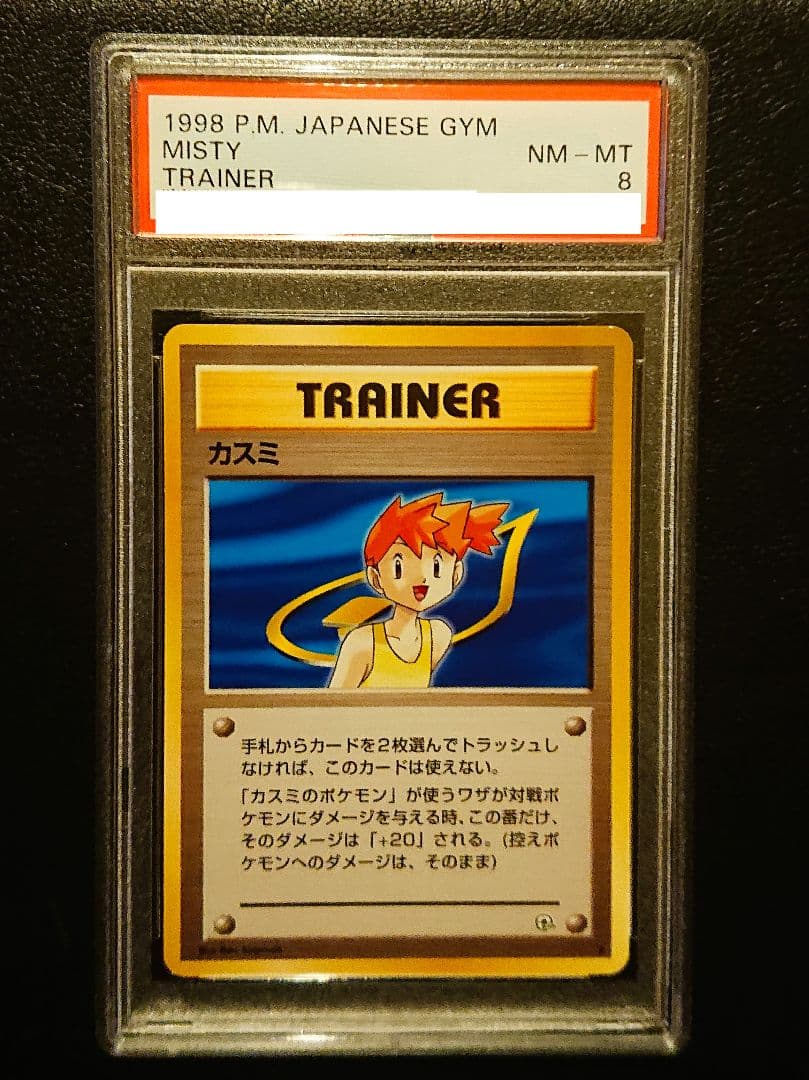 1998 P.M. JAPANESE GYM
MISTY
NM - MT
TRAINER
8
TRAINER
カスミ
手札からカードを2枚選んでトラッシュし
なければ、このカードは使えない。
「カスミのポケモン」が使うワザが対戦ポ
ケモンにダメージを与える時、この番だけ、
そのダメージは「+20」される。(控えポ
ケモンへのダメージは、そのまま)